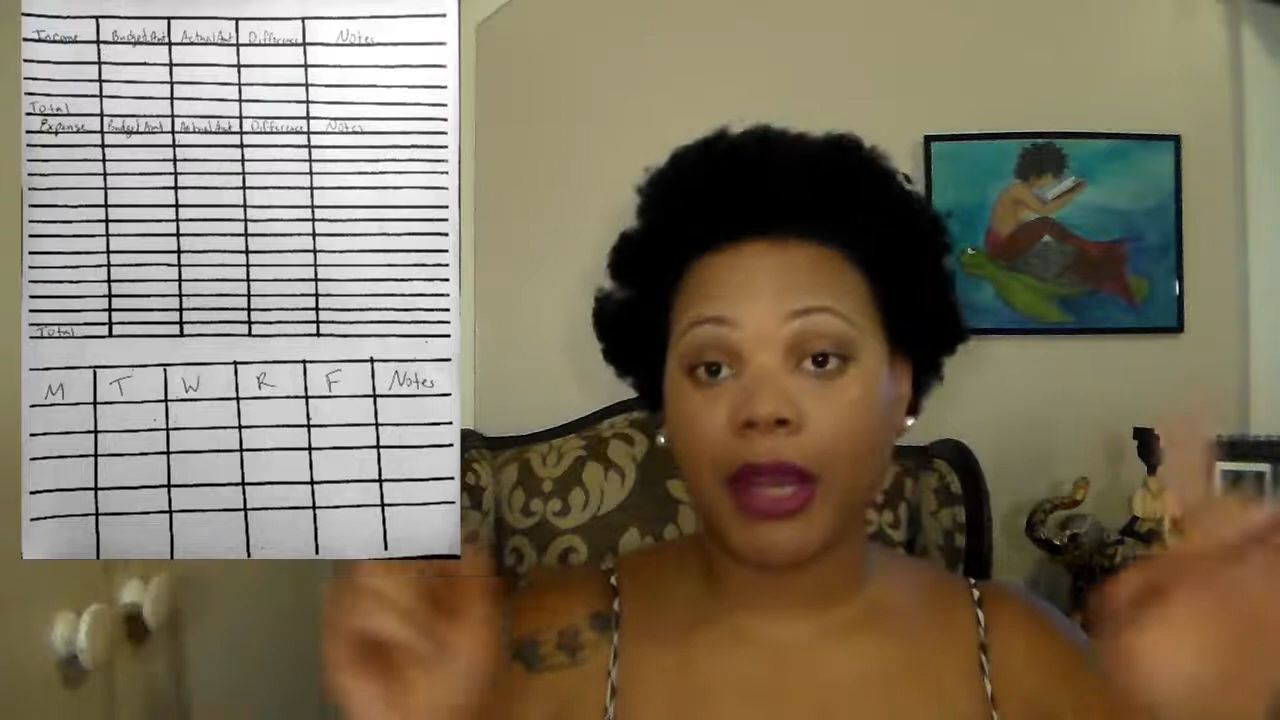 Income Budget Amt Actual Amt Difference Notes
Total
Expense Budget Amt Actual Amt Difference Notes
Total
M T W R F Notes